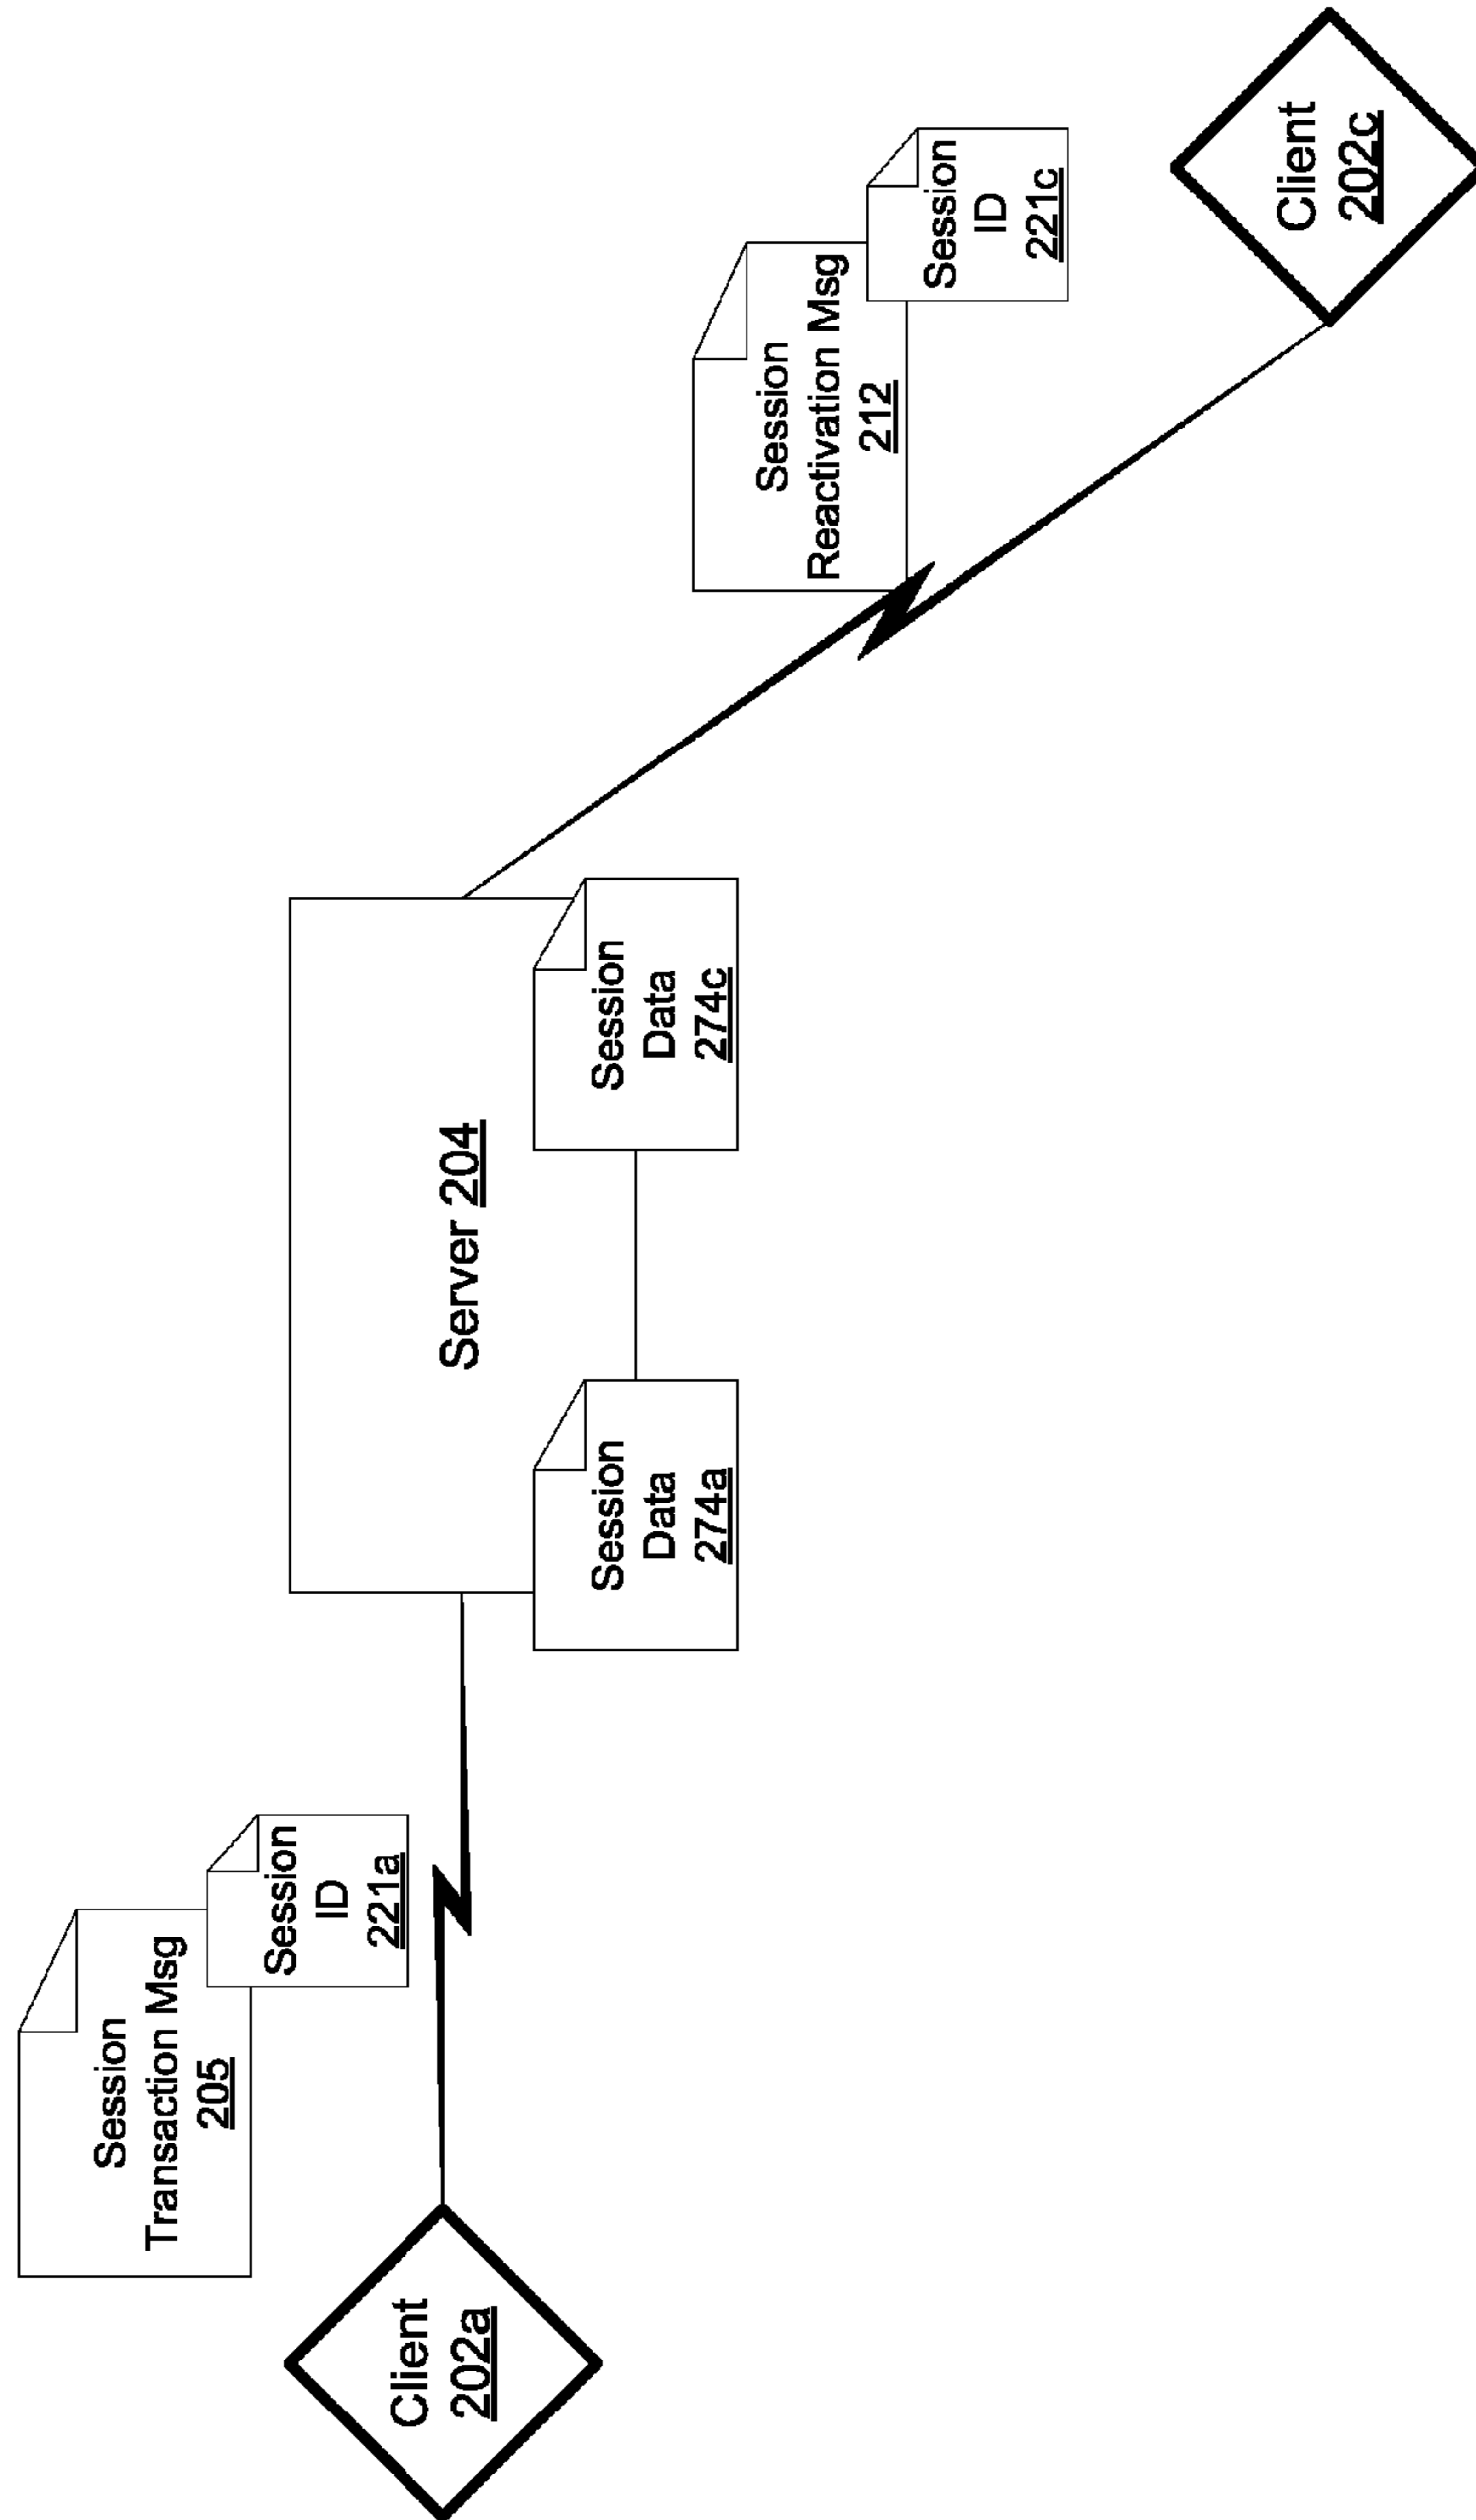 Session
Transaction Msg
205
Session
ID
221a
Client
202a
Server 204
Session
Data
274a
Session
Data
274c
Session
Reactivation Msg
212
Session
ID
221c
Client
202c